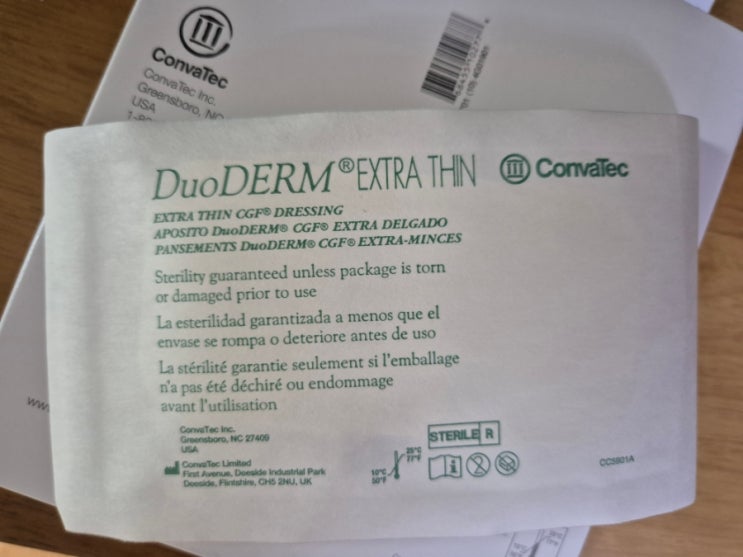 ConvaTec
ConvaTec Inc.
Greensboro, NC
USA
DuoDERM® EXTRA THIN ConvaTec
EXTRA THIN CGF® DRESSING
APOSITO DuoDERM® CGF® EXTRA DELGADO
PANSEMENTS DuoDERM® CGF® EXTRA-MINCES
Sterility guaranteed unless package is torn
or damaged prior to use
La esterilidad garantizada a menos que el
envase se rompa o deteriore antes de uso
La stérilité garantie seulement si l'emballage
n'a pas été déchiré ou endommage
avant l'utilisation
ConvaTec Inc.
Greensboro, NC 27409
USA
ConvaTec Limited
First Avenue, Deeside Industrial Park
Deeside, Flintshire, CH5 2NU, UK
STERILE R
25°C
77°F
10°C
50°F
CC5901A